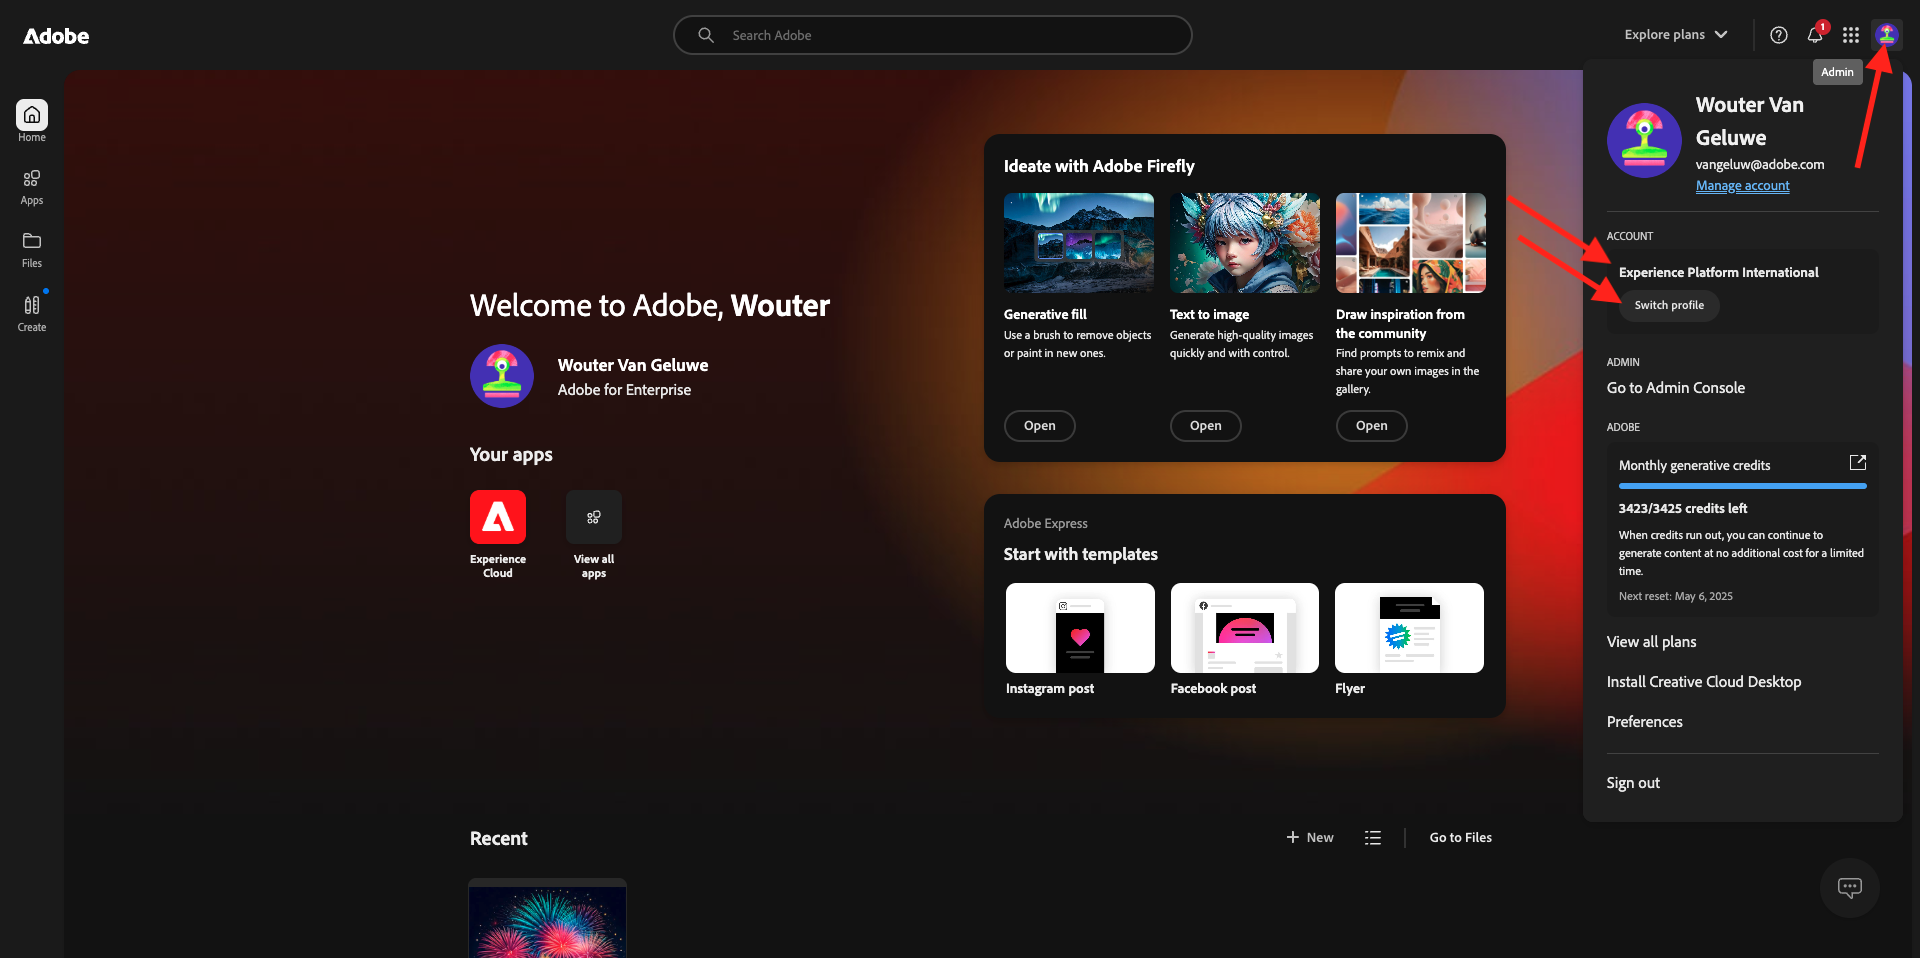 Adobe
Search Adobe
Explore plans
1
Admin
Home
Apps
Files
Create
Welcome to Adobe, Wouter
Wouter Van Geluwe
Adobe for Enterprise
Your apps
Experience
Cloud
View all
apps
Ideate with Adobe Firefly
Generative fill
Use a brush to remove objects
or paint in new ones.
Open
Text to image
Generate high-quality images
quickly and with control.
Open
Draw inspiration from
the community
Find prompts to remix and
share your own images in the
gallery.
Open
Adobe Express
Start with templates
Instagram post
Facebook post
Flyer
Recent
New
Go to Files
Wouter Van
Geluwe
vangeluw@adobe.com
Manage account
ACCOUNT
Experience Platform International
Switch profile
ADMIN
Go to Admin Console
ADOBE
Monthly generative credits
3423/3425 credits left
When credits run out, you can continue to
generate content at no additional cost for a limited
time.
Next reset: May 6, 2025
View all plans
Install Creative Cloud Desktop
Preferences
Sign out